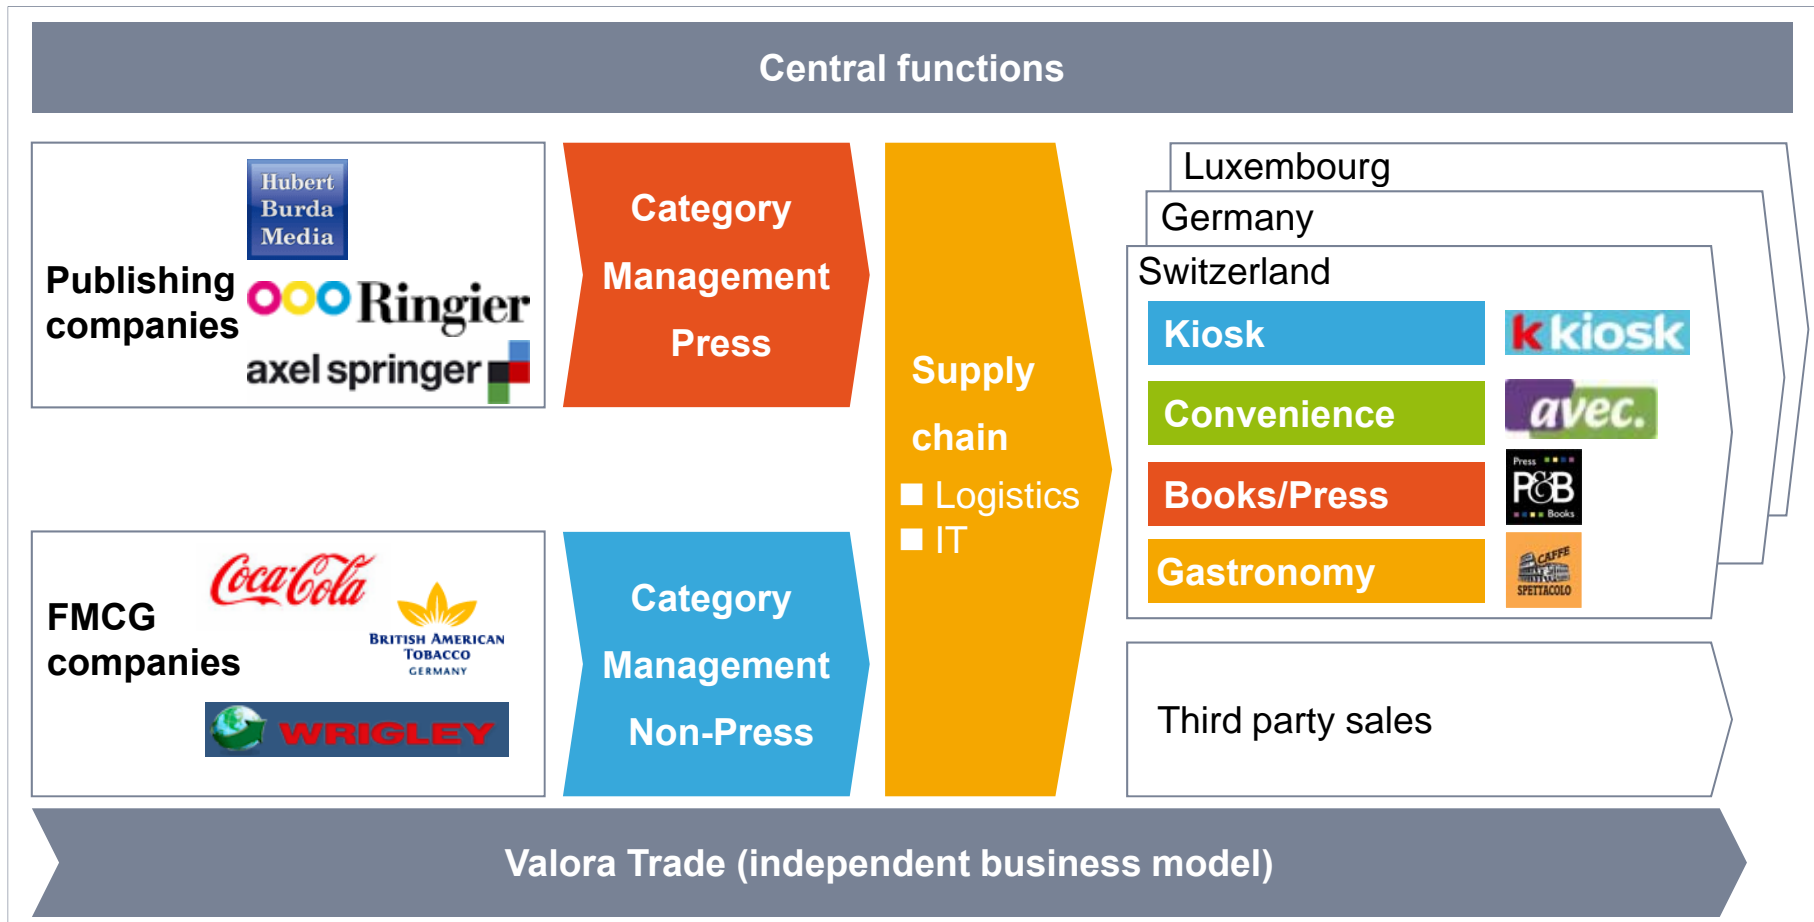 Central functions
Publishing
companies
Hubert
Burda
Media
Ringier
axel springer
Category
Management
Press
FMCG
companies
Coca-Cola
BRITISH AMERICAN
TOBACCO
GERMANY
WRIGLEY
Category
Management
Non-Press
Supply
chain
Logistics
IT
Luxembourg
Germany
Switzerland
Kiosk
k kiosk
Convenience
avec.
Books/Press
Press
P&B
Books
Gastronomy
CAFFE
SPETTACOLO
Third party sales
Valora Trade (independent business model)